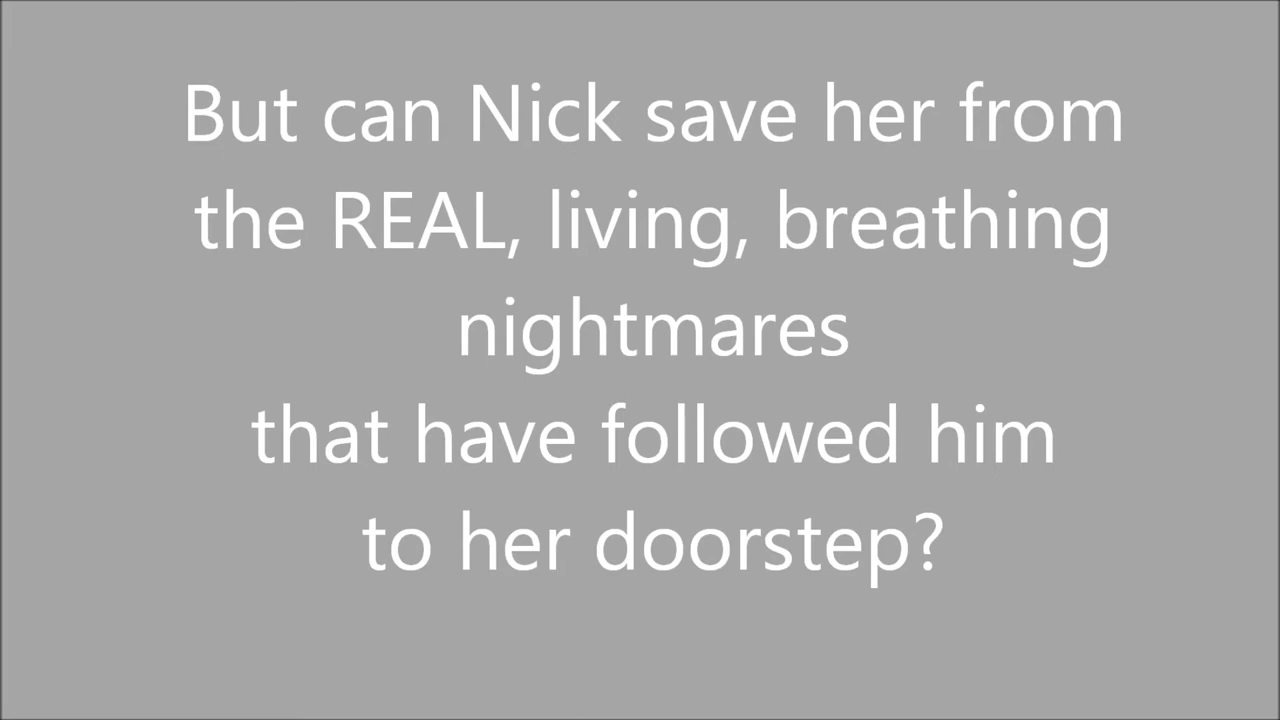 But can Nick save her from
the REAL, living, breathing
nightmares
that have followed him
to her doorstep?